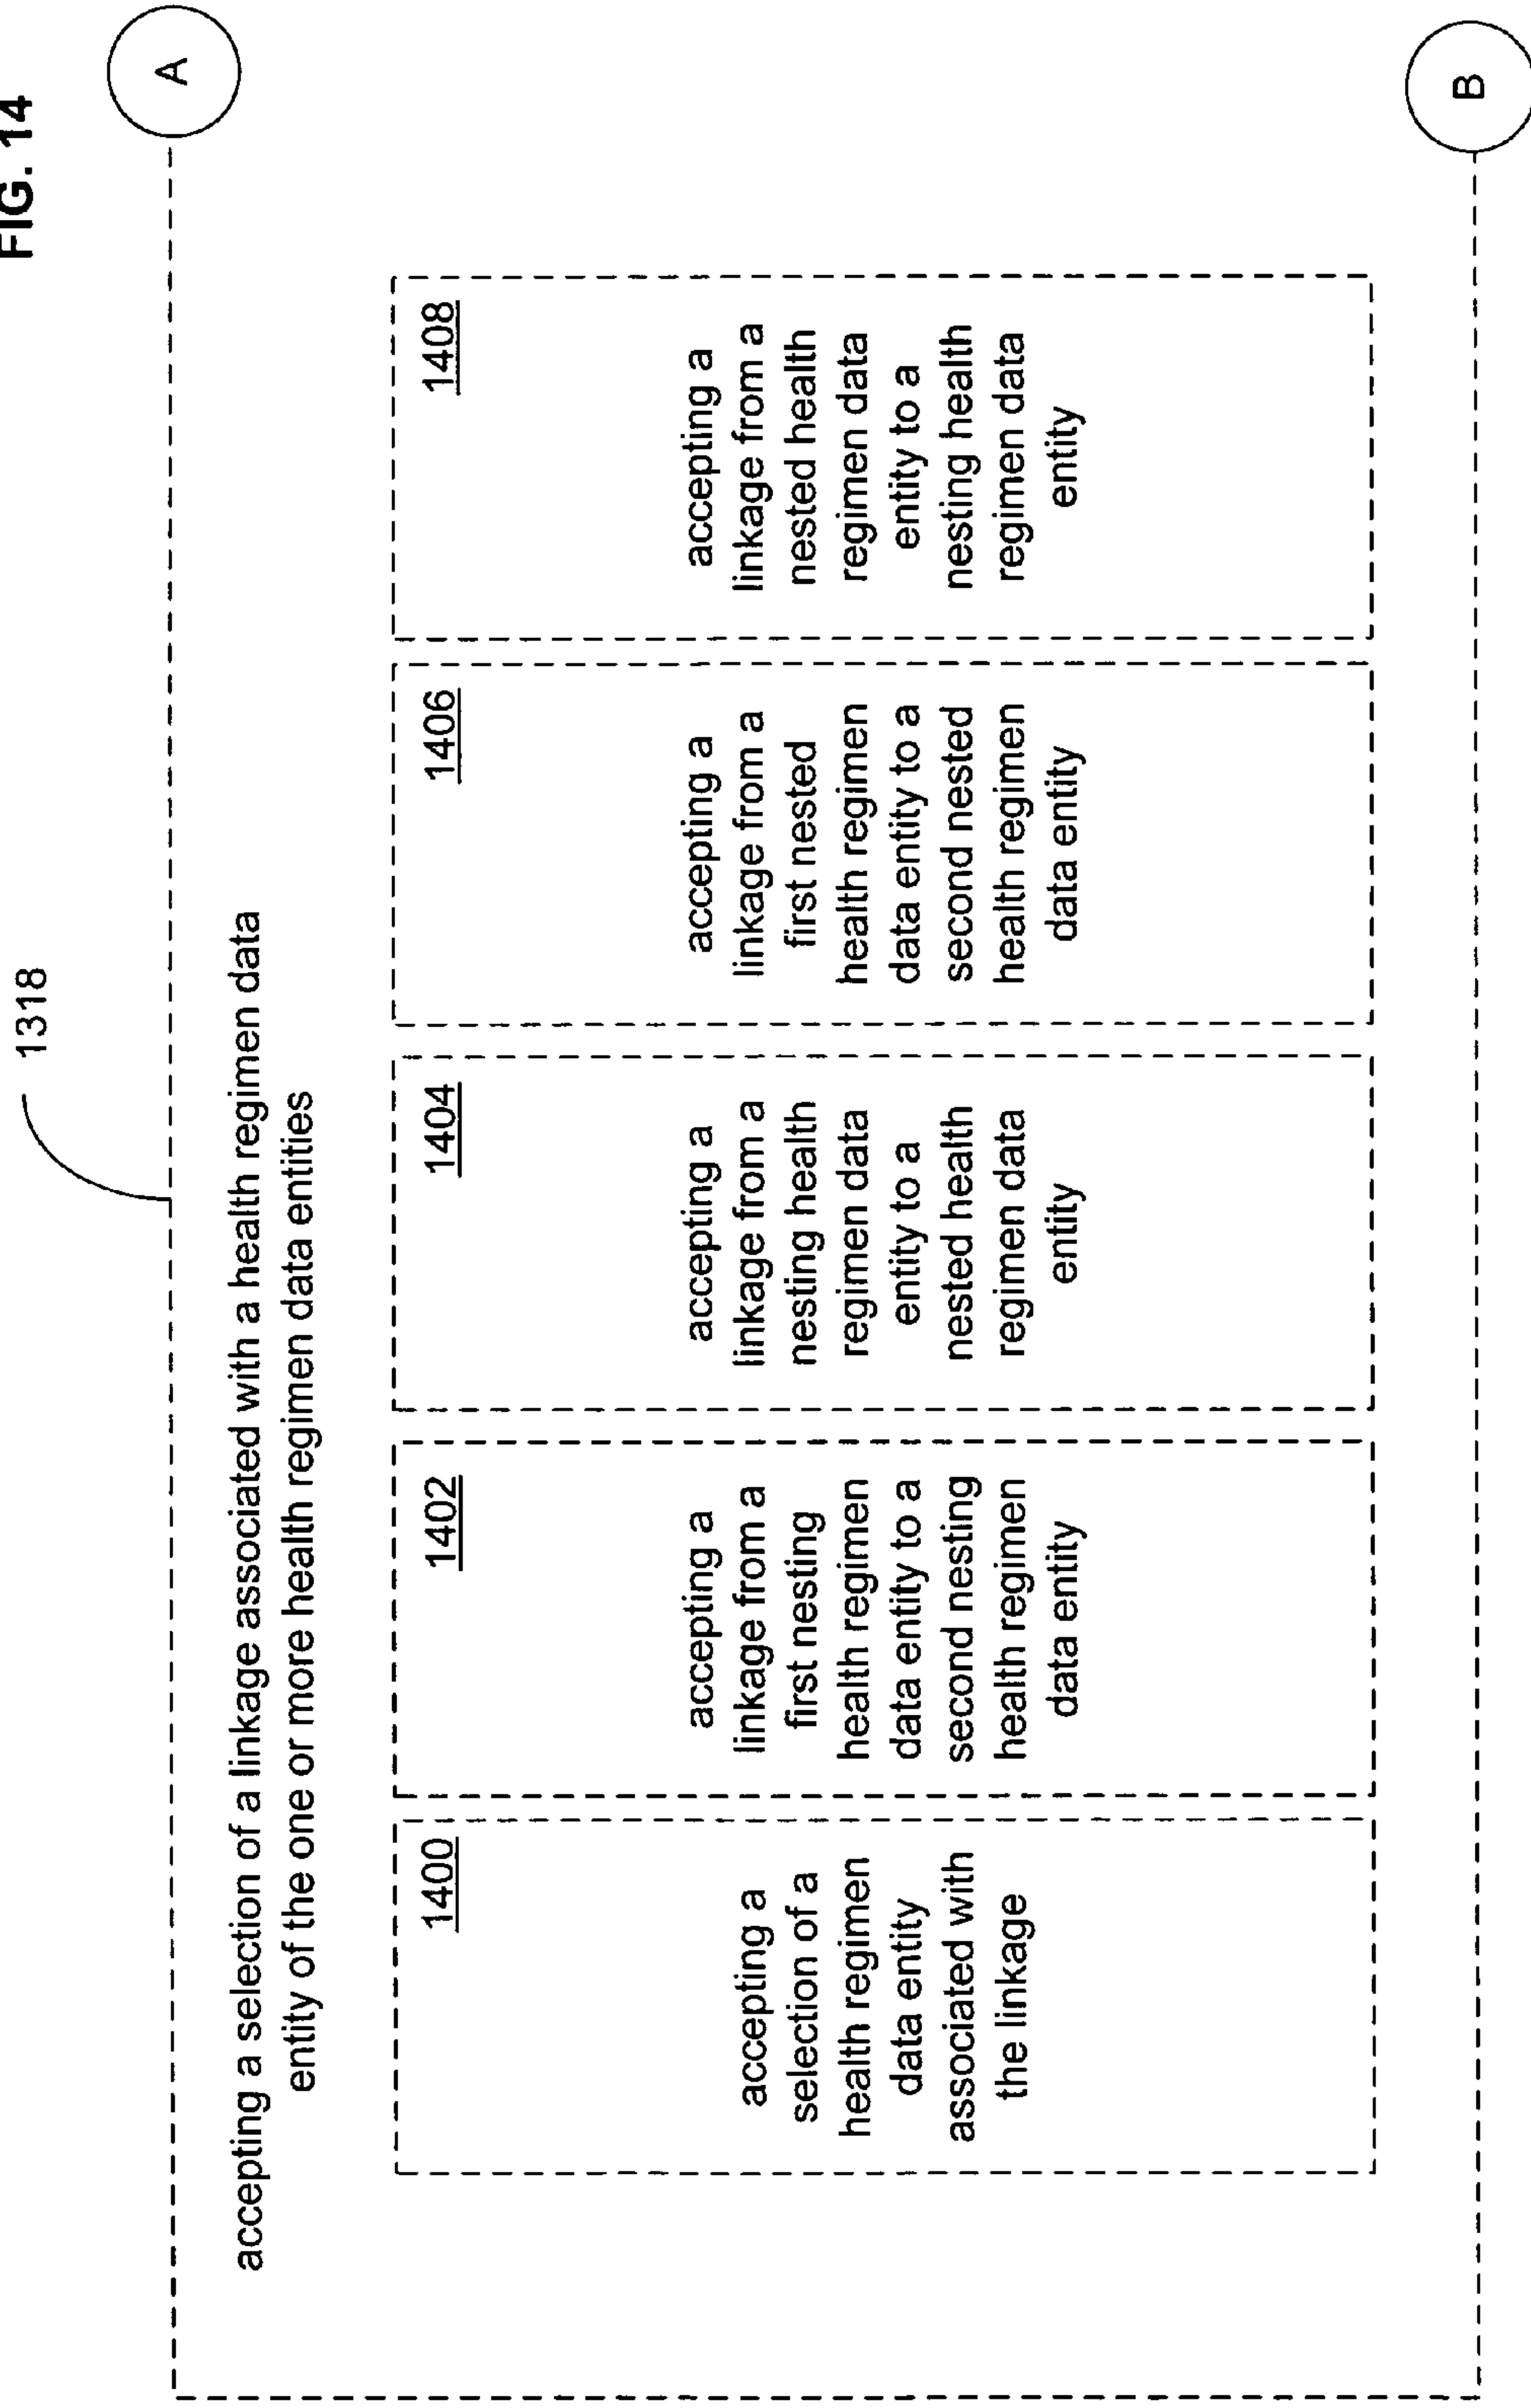 FIG. 14
1318
A
accepting a selection of a linkage associated with a health regimen data
entity of the one or more health regimen data entities
1400
accepting a
selection of a
health regimen
data entity
associated with
the linkage
1402
accepting a
linkage from a
first nesting
health regimen
data entity to a
second nesting
health regimen
data entity
1404
accepting a
linkage from a
nesting health
regimen data
entity to a
nested health
regimen data
entity
1406
accepting a
linkage from a
first nested
health regimen
data entity to a
second nested
health regimen
data entity
1408
accepting a
linkage from a
nested health
regimen data
entity to a
nesting health
regimen data
entity
B